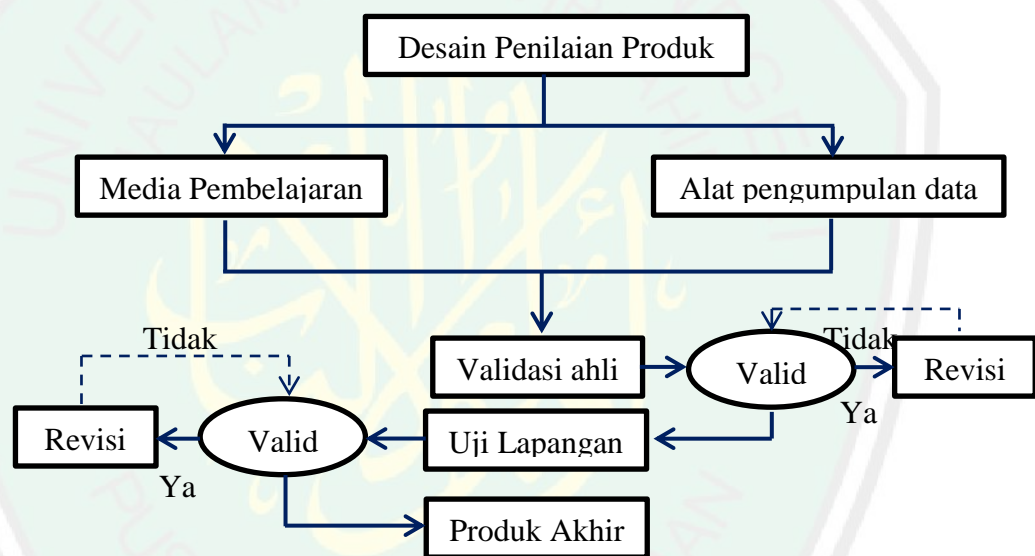 Desain Penilaian Produk
Media Pembelajaran
Alat pengumpulan data
Tidak
Tidak
Validasi ahli
Valid
Revisi
Ya
Revisi
Valid
Uji Lapangan
Ya
Produk Akhir